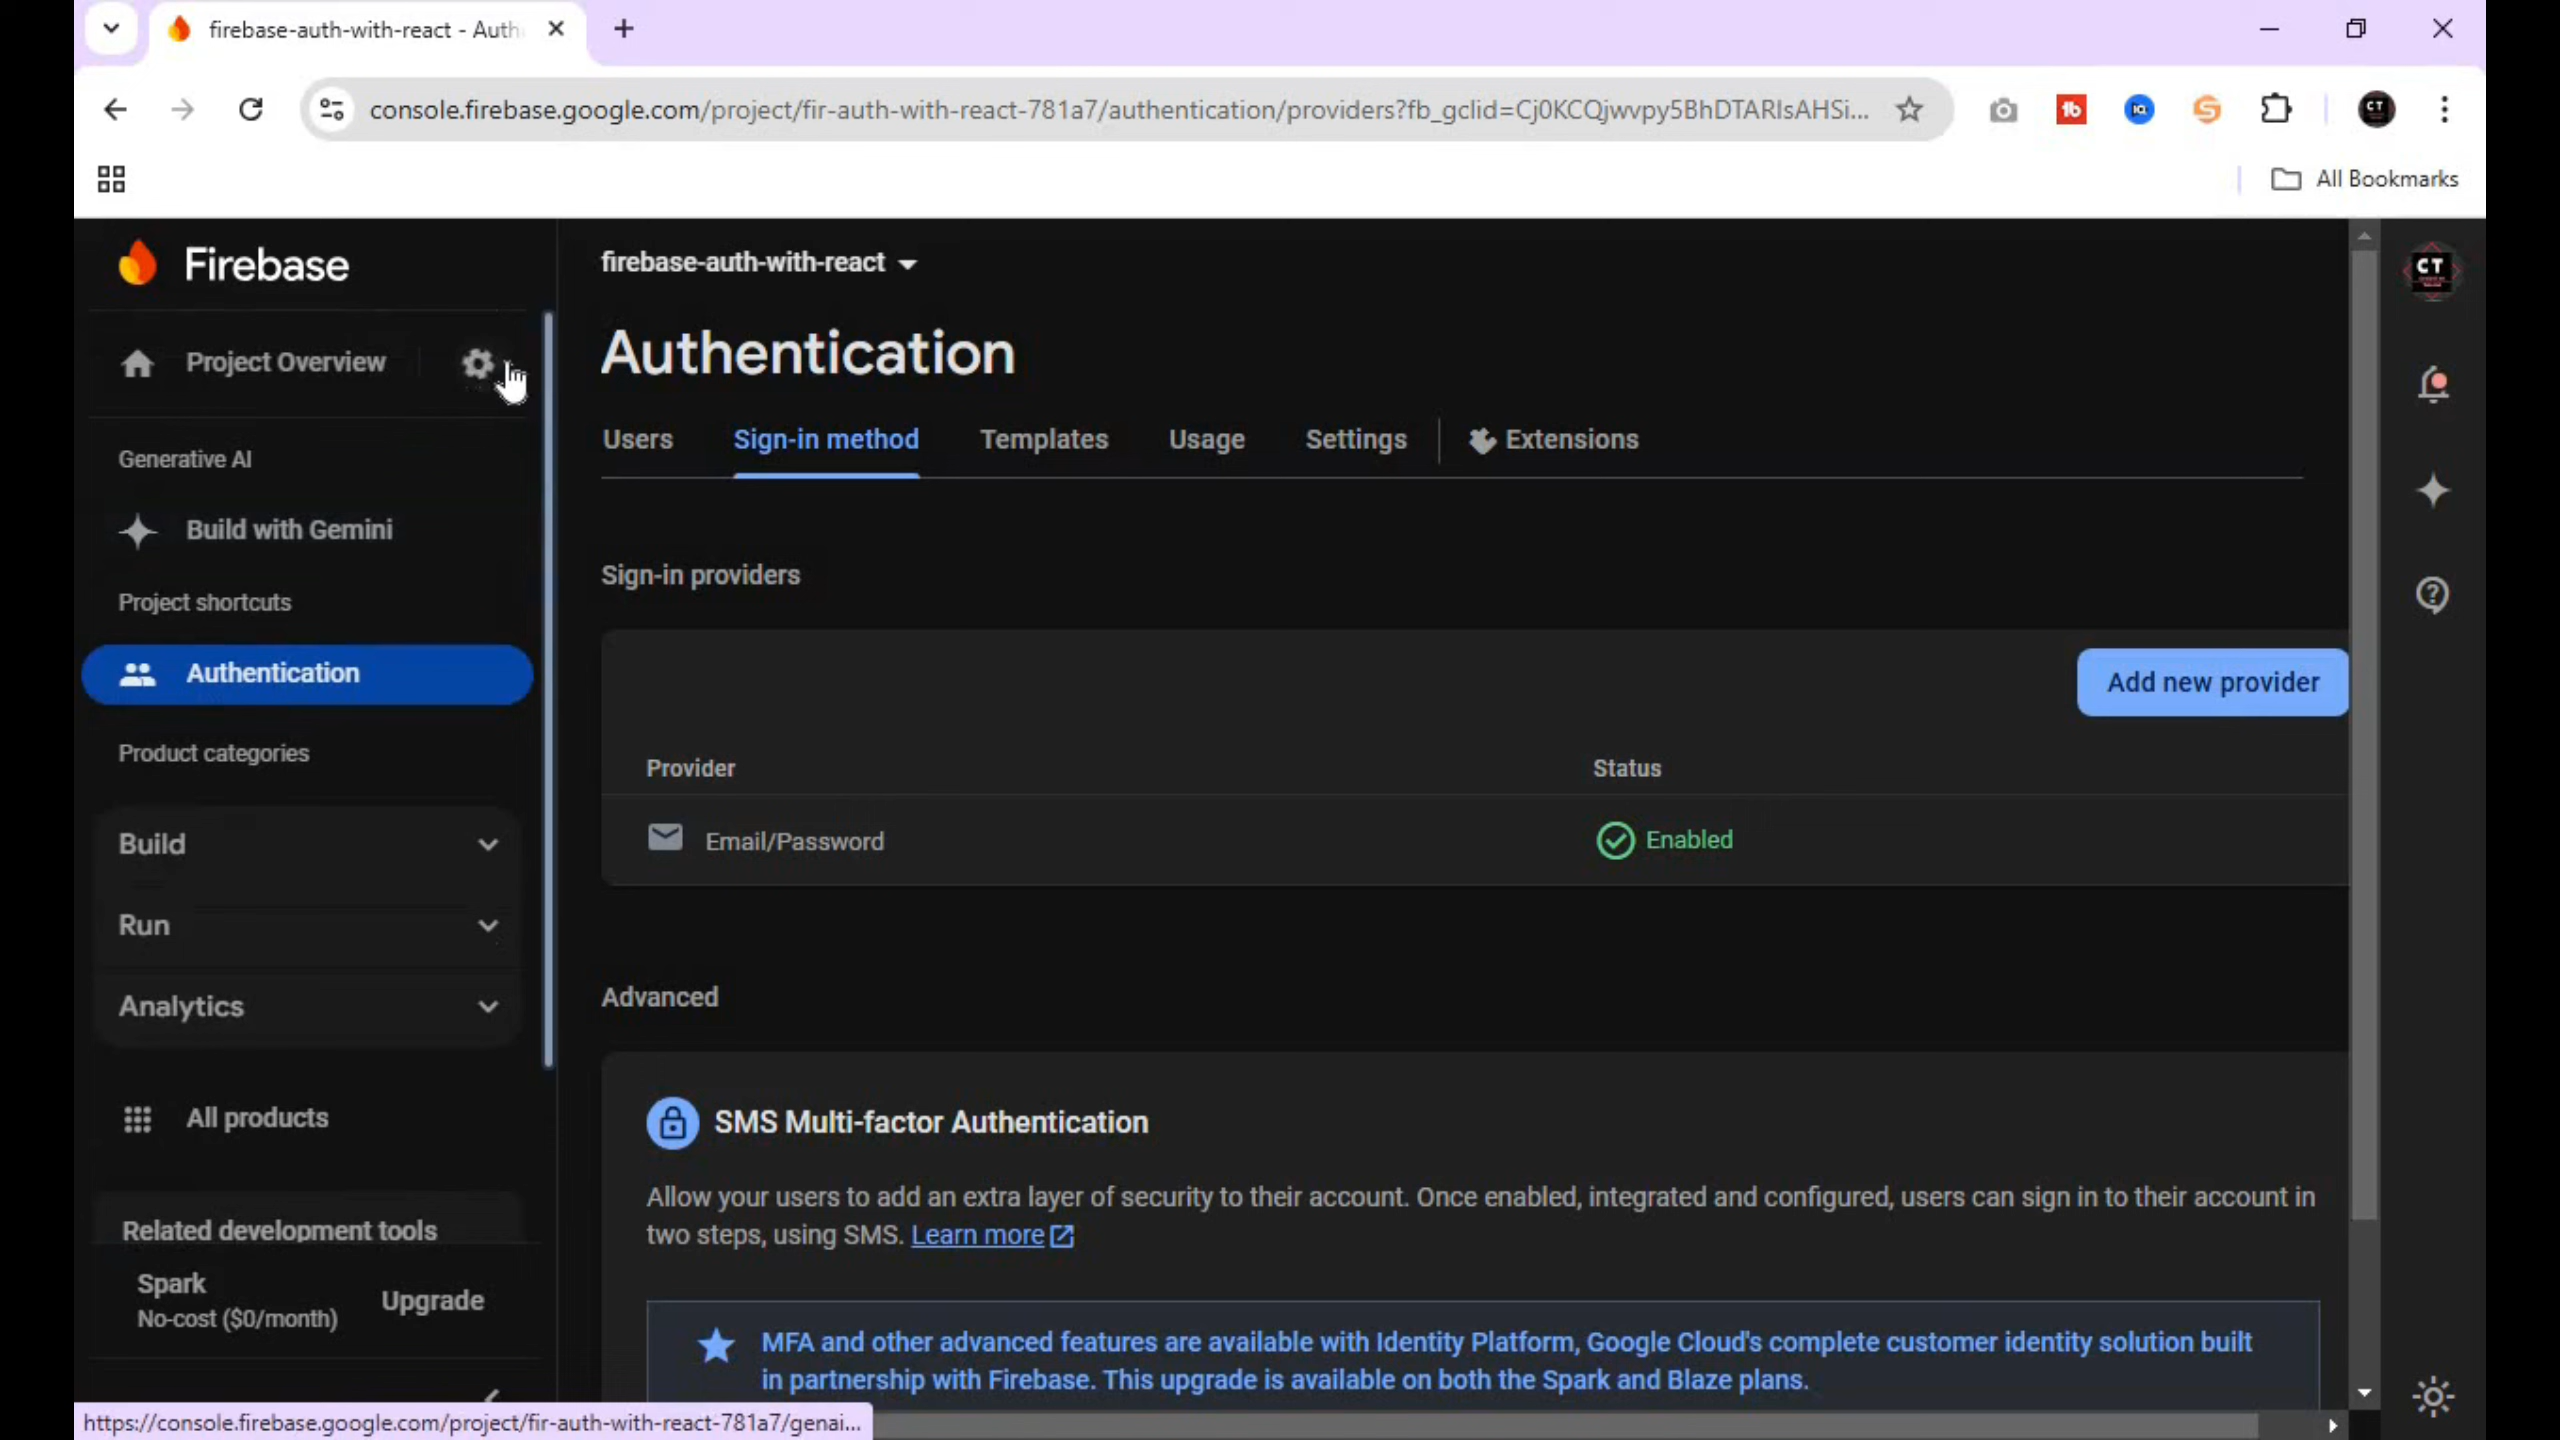 firebase-auth-with-react - Auth
console.firebase.google.com/project/fir-auth-with-react-781a7/authentication/providers?fb_gclid=Cj0KCQjwvpy5BhDTARIsAHSi...
All Bookmarks
Firebase
Project Overview
Generative AI
Build with Gemini
Project shortcuts
Authentication
Product categories
Build
Run
Analytics
All products
Related development tools
Spark
No-cost ($0/month)
Upgrade
firebase-auth-with-react
Authentication
Users Sign-in method Templates Usage Settings Extensions
Sign-in providers
Add new provider
Provider Status
Email/Password Enabled
Advanced
SMS Multi-factor Authentication
Allow your users to add an extra layer of security to their account. Once enabled, integrated and configured, users can sign in to their account in
two steps, using SMS. Learn more
MFA and other advanced features are available with Identity Platform, Google Cloud's complete customer identity solution built
in partnership with Firebase. This upgrade is available on both the Spark and Blaze plans.
CT
https://console.firebase.google.com/project/fir-auth-with-react-781a7/genai...